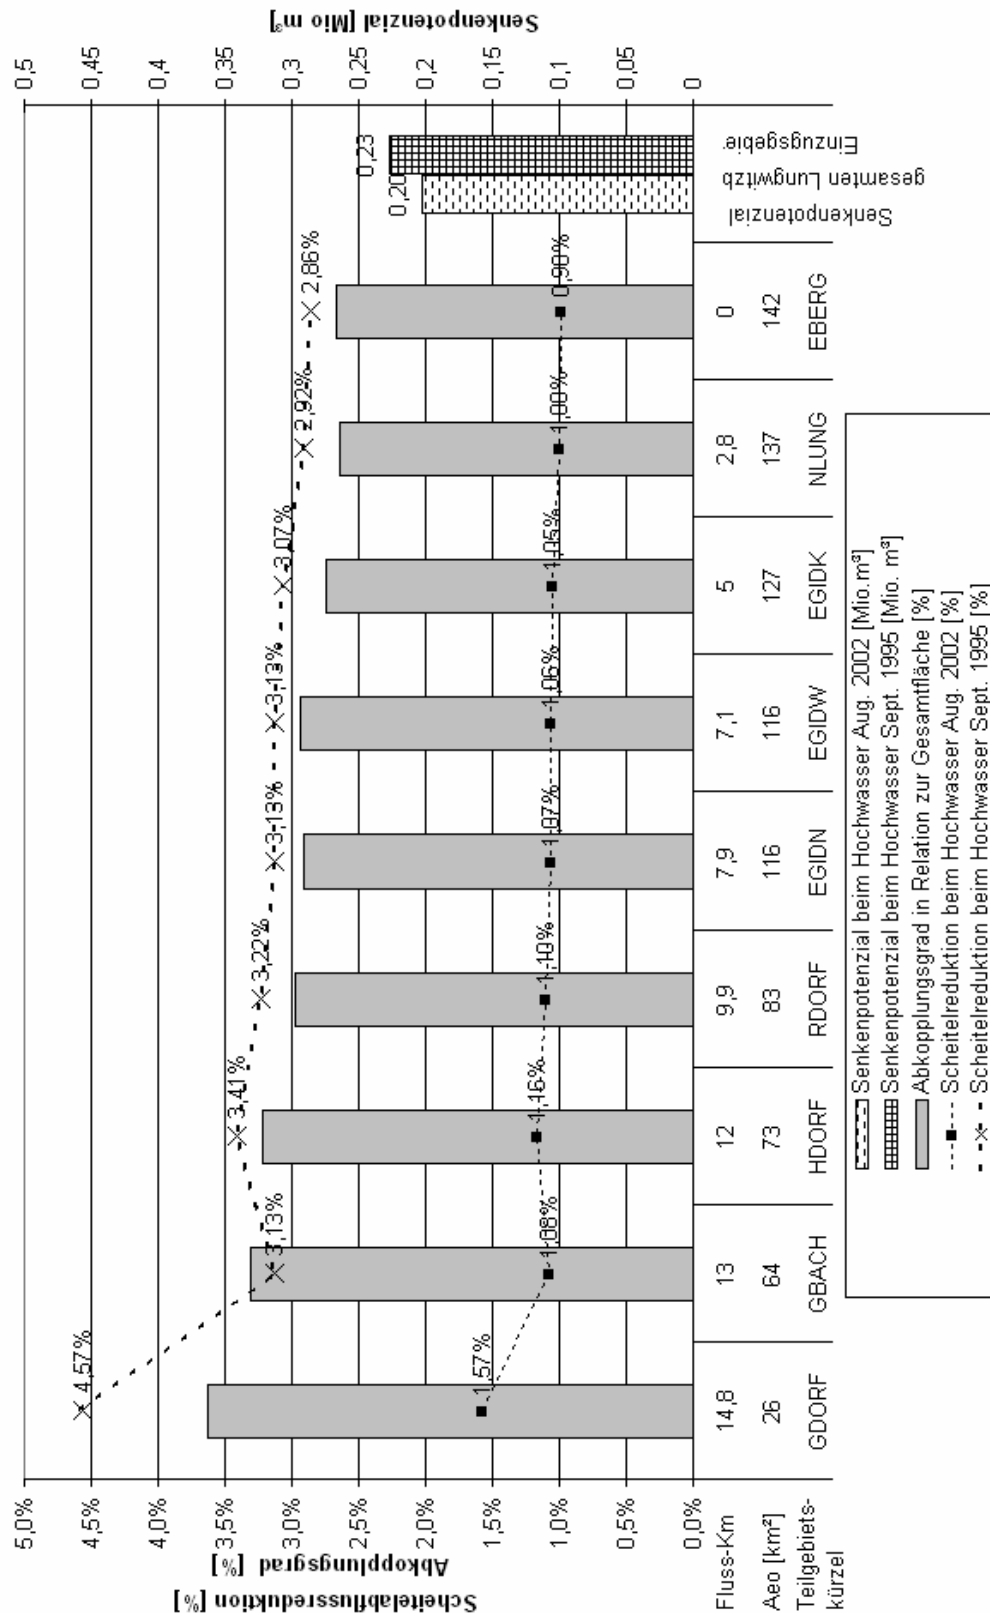 Scheitelabflussreduktion [%]
Abkopplungsgrad [%]
5,0%
4,5%
4,0%
3,5%
3,0%
2,5%
2,0%
1,5%
1,0%
0,5%
0,0%
4,57%
3,13%
3,41%
3,22%
3,13%
3,13%
3,07%
2,92%
2,86%
1,57%
1,08%
1,16%
1,10%
1,07%
1,06%
1,05%
1,00%
0,98%
0,20
0,23
Senkenpotenzial [Mio m³]
0,5
0,45
0,4
0,35
0,3
0,25
0,2
0,15
0,1
0,05
0
Fluss-Km 14,8 13 12 9,9 7,9 7,1 5 2,8 0
Aeo [km²] 26 64 73 83 116 116 127 137 142
Teilgebiets-
kürzel
GDORF GBACH HDORF RDORF EGIDN EGIDW EGIDK NLUNG EBERG
Senkenpotenzial
gesamten Lungwitzb
Einzugsgebie
Senkenpotenzial beim Hochwasser Aug. 2002 [Mio.m³]
Senkenpotenzial beim Hochwasser Sept. 1995 [Mio. m³]
Abkopplungsgrad in Relation zur Gesamtfläche [%]
Scheitelreduktion beim Hochwasser Aug. 2002 [%]
Scheitelreduktion beim Hochwasser Sept. 1995 [%]